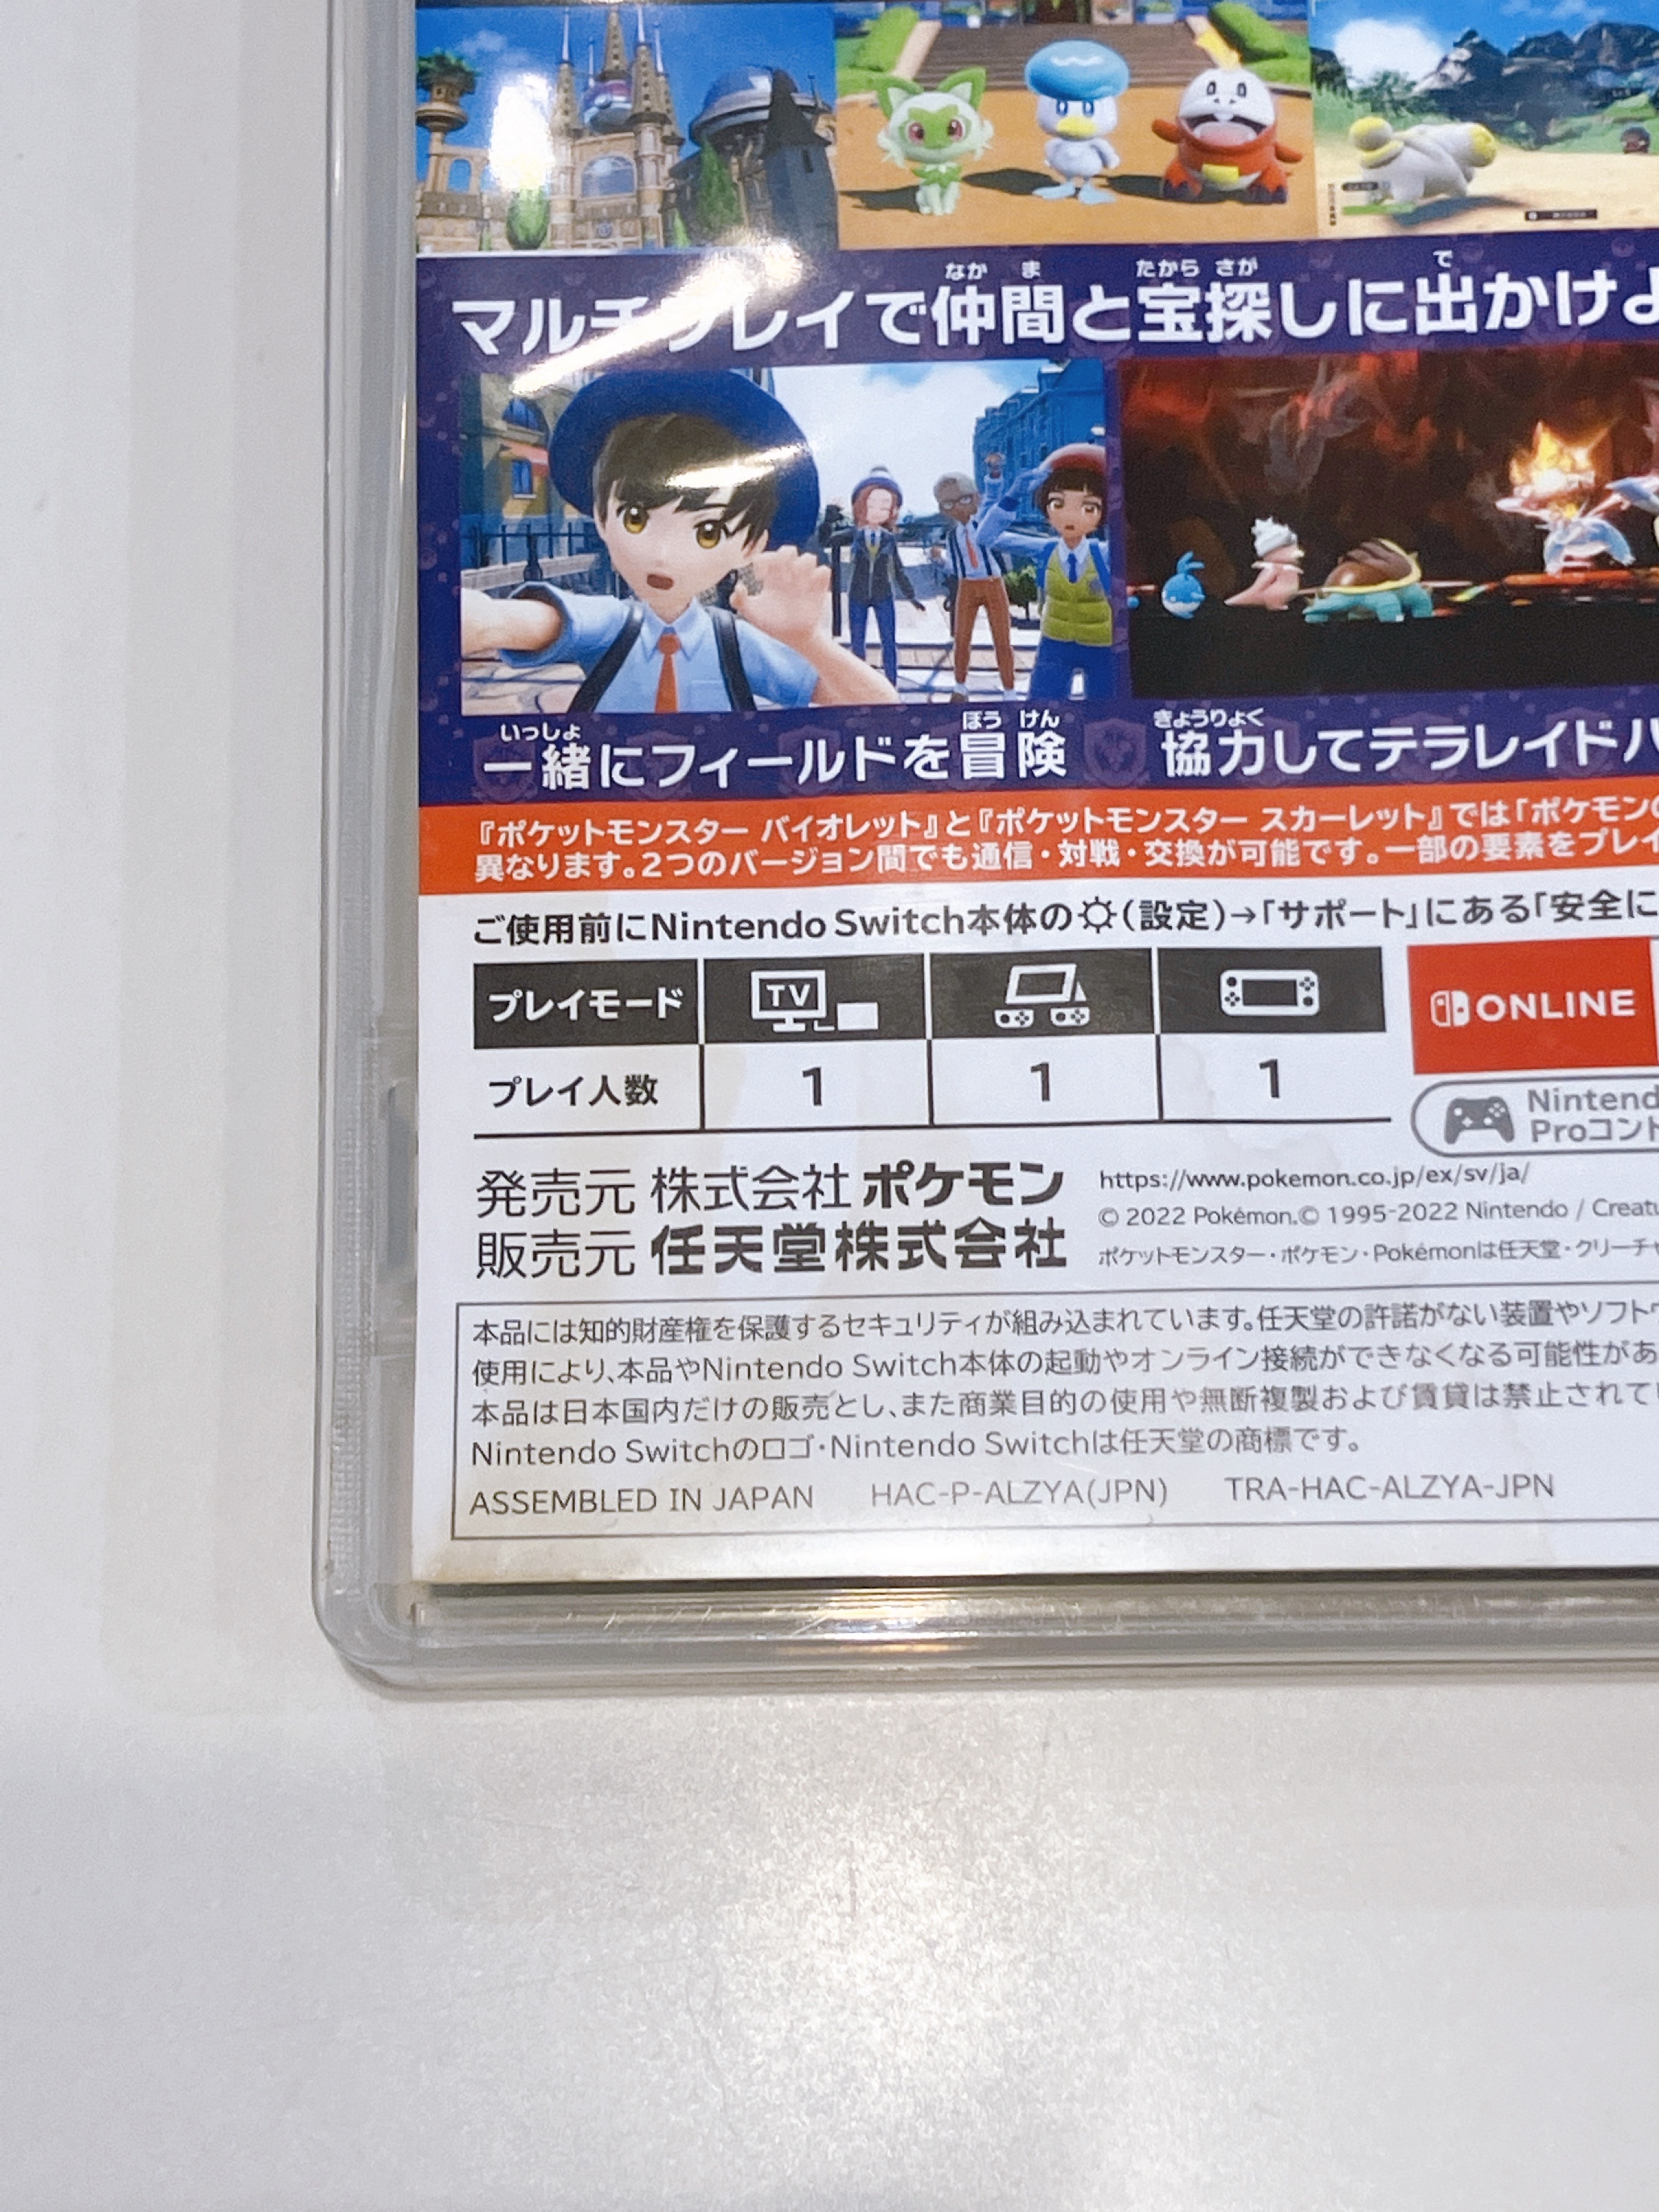 なか ま たから さが で
マルチプレイで仲間と宝探しに出かけよ
いっしょ ぼう けん
一緒にフィールドを冒険
きょうりょく
協力してテラレイドバ
『ポケットモンスター バイオレット』と『ポケットモンスター スカーレット』では「ポケモンの
異なります。2つのバージョン間でも通信・対戦・交換が可能です。一部の要素をプレイ
ご使用前にNintendo Switch本体の(設定)→「サポート」にある「安全に
プレイモード TV
プレイ人数 1 1 1
ONLINE
Nintend
Proコント
発売元 株式会社 ポケモン
販売元 任天堂株式会社
https://www.pokemon.co.jp/ex/sv/ja/
© 2022 Pokémon.© 1995-2022 Nintendo / Creatu
ポケットモンスター・ポケモン・Pokémonは任天堂・クリーチャ
本品には知的財産権を保護するセキュリティが組み込まれています。任天堂の許諾がない装置やソフトウ
使用により、本品やNintendo Switch本体の起動やオンライン接続ができなくなる可能性があ
本品は日本国内だけの販売とし、また商業目的の使用や無断複製および賃貸は禁止されてい
Nintendo Switchのロゴ・Nintendo Switchは任天堂の商標です。
ASSEMBLED IN JAPAN HAC-P-ALZYA(JPN) TRA-HAC-ALZYA-JPN